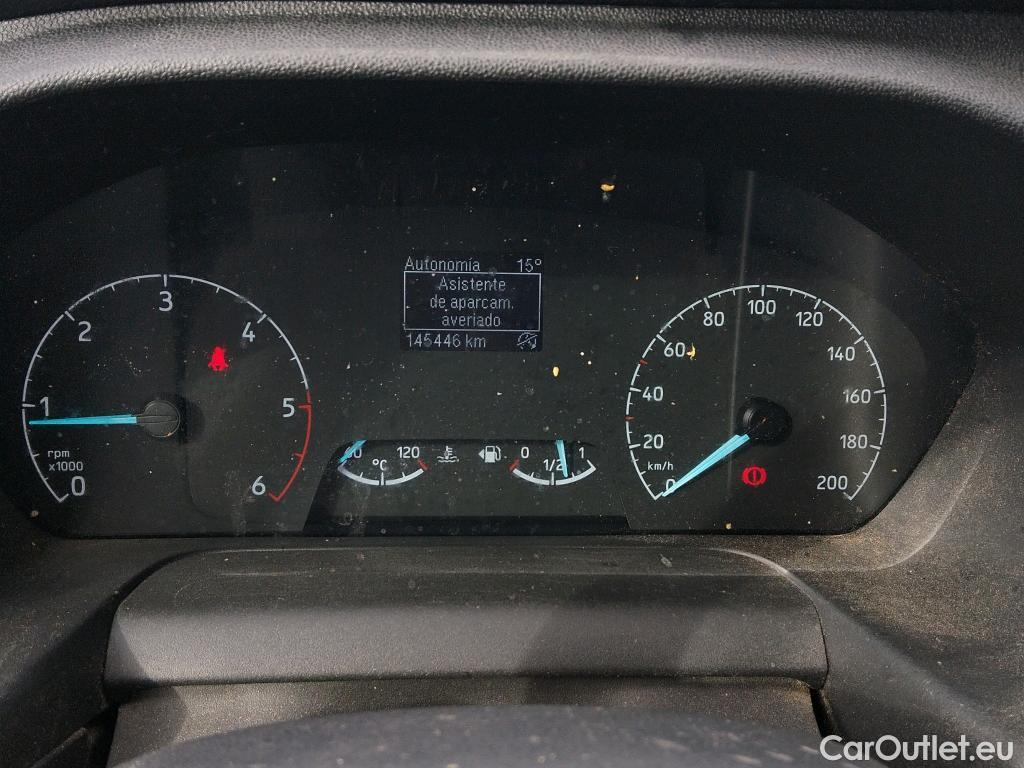 Autonomía 15°
Asistente
de aparcam.
averiado
145446 km
0 1 2 3 4 5 6
rpm
x1000
°C 120
0 1/2 1
0 20 40 60 80 100 120 140 160 180 200
km/h
CarOutlet.eu